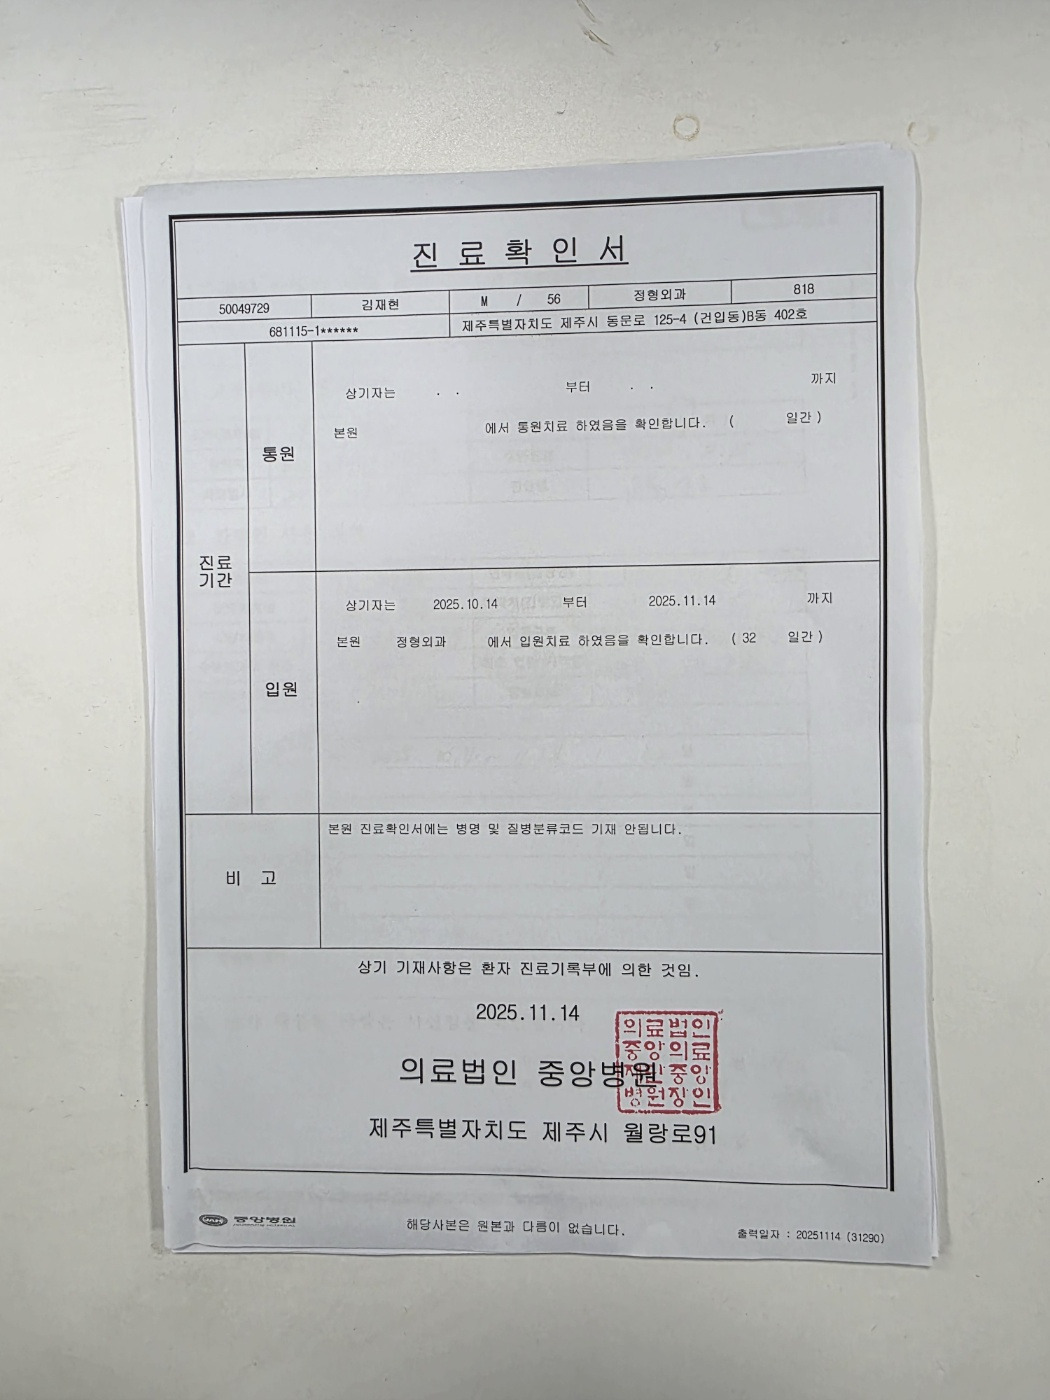 진 료 확 인 서
50049729 김재현 M / 56 정형외과 818
681115-1****** 제주특별자치도 제주시 동문로 125-4 (건입동)B동 402호
진료
기간
통원
상기자는 . . 부터 . . 까지
본원 에서 통원치료 하였음을 확인합니다. ( 일간 )
입원
상기자는 2025.10.14 부터 2025.11.14 까지
본원 정형외과 에서 입원치료 하였음을 확인합니다. ( 32 일간 )
비 고
본원 진료확인서에는 병명 및 질병분류코드 기재 안됩니다.
상기 기재사항은 환자 진료기록부에 의한 것임.
2025.11.14
의료법인 중앙병원
의료법인
중앙의료
재단중앙
병원장인
제주특별자치도 제주시 월랑로91
중앙병원
해당사본은 원본과 다름이 없습니다.
출력일자 : 20251114 (31290)